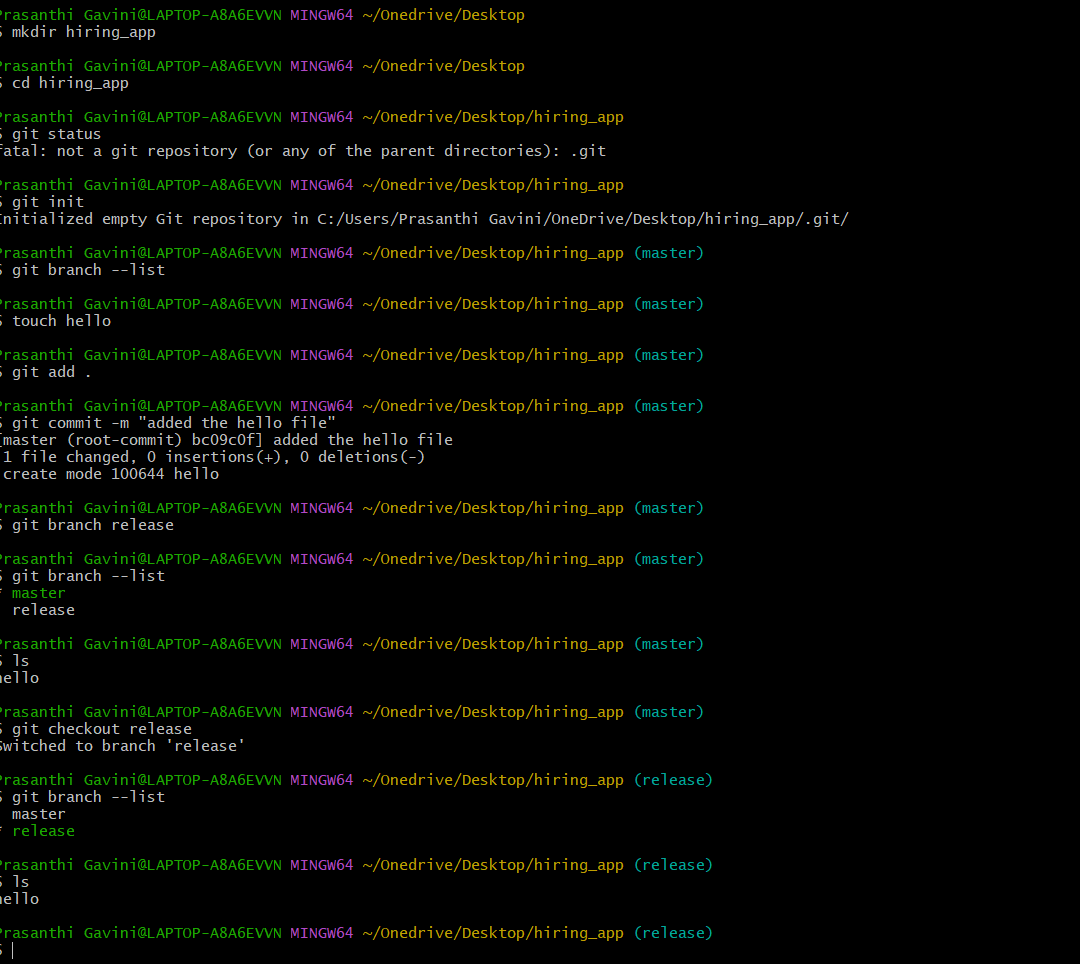 Prasanthi Gavini@LAPTOP-A8A6EVVN MINGW64 ~/Onedrive/Desktop
$ mkdir hiring_app
Prasanthi Gavini@LAPTOP-A8A6EVVN MINGW64 ~/Onedrive/Desktop
$ cd hiring_app
Prasanthi Gavini@LAPTOP-A8A6EVVN MINGW64 ~/Onedrive/Desktop/hiring_app
$ git status
fatal: not a git repository (or any of the parent directories): .git
Prasanthi Gavini@LAPTOP-A8A6EVVN MINGW64 ~/Onedrive/Desktop/hiring_app
$ git init
Initialized empty Git repository in C:/Users/Prasanthi Gavini/OneDrive/Desktop/hiring_app/.git/
Prasanthi Gavini@LAPTOP-A8A6EVVN MINGW64 ~/Onedrive/Desktop/hiring_app (master)
$ git branch --list
Prasanthi Gavini@LAPTOP-A8A6EVVN MINGW64 ~/Onedrive/Desktop/hiring_app (master)
$ touch hello
Prasanthi Gavini@LAPTOP-A8A6EVVN MINGW64 ~/Onedrive/Desktop/hiring_app (master)
$ git add .
Prasanthi Gavini@LAPTOP-A8A6EVVN MINGW64 ~/Onedrive/Desktop/hiring_app (master)
$ git commit -m "added the hello file"
[master (root-commit) bc09c0f] added the hello file
1 file changed, 0 insertions(+), 0 deletions(-)
create mode 100644 hello
Prasanthi Gavini@LAPTOP-A8A6EVVN MINGW64 ~/Onedrive/Desktop/hiring_app (master)
$ git branch release
Prasanthi Gavini@LAPTOP-A8A6EVVN MINGW64 ~/Onedrive/Desktop/hiring_app (master)
$ git branch --list
* master
release
Prasanthi Gavini@LAPTOP-A8A6EVVN MINGW64 ~/Onedrive/Desktop/hiring_app (master)
$ ls
hello
Prasanthi Gavini@LAPTOP-A8A6EVVN MINGW64 ~/Onedrive/Desktop/hiring_app (master)
$ git checkout release
Switched to branch 'release'
Prasanthi Gavini@LAPTOP-A8A6EVVN MINGW64 ~/Onedrive/Desktop/hiring_app (release)
$ git branch --list
master
* release
Prasanthi Gavini@LAPTOP-A8A6EVVN MINGW64 ~/Onedrive/Desktop/hiring_app (release)
$ ls
hello
Prasanthi Gavini@LAPTOP-A8A6EVVN MINGW64 ~/Onedrive/Desktop/hiring_app (release)
$